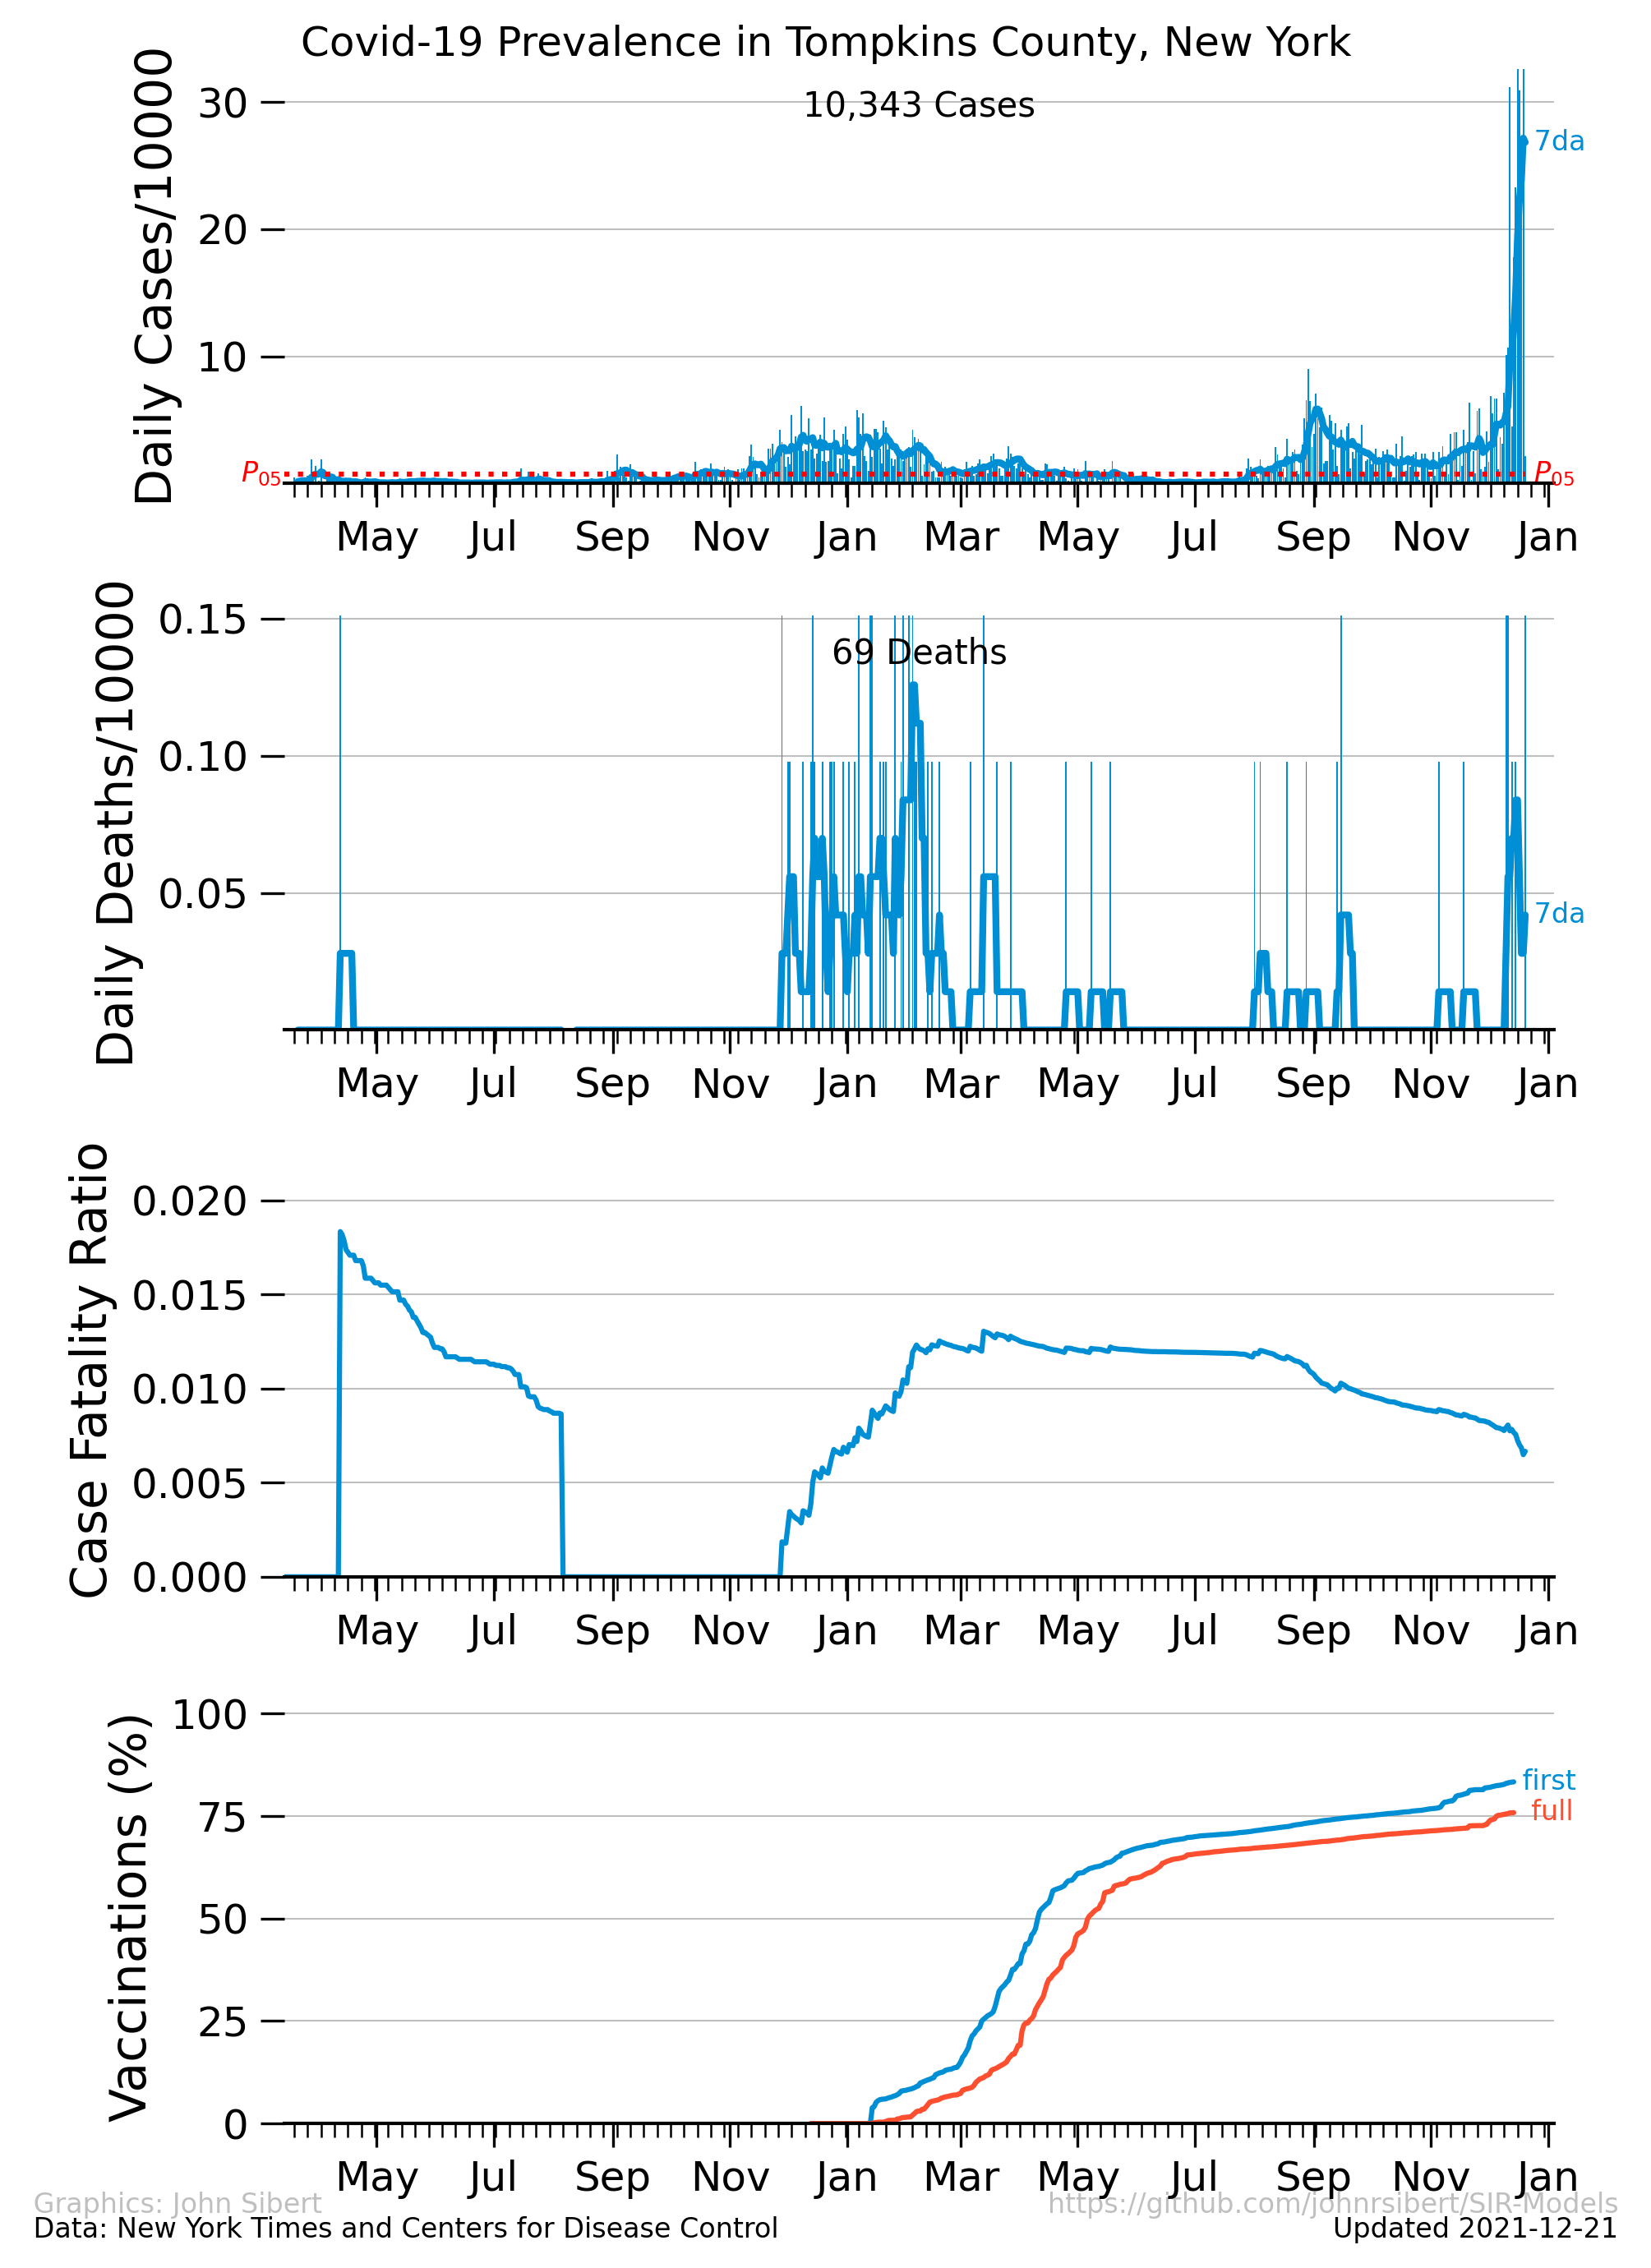 Covid-19 Prevalence in Tompkins County, New York
Daily Cases/10000
30
20
10
10,343 Cases
7da
P05
P05
May Jul Sep Nov Jan Mar May Jul Sep Nov Jan
Daily Deaths/10000
0.15
0.10
0.05
69 Deaths
7da
May Jul Sep Nov Jan Mar May Jul Sep Nov Jan
Case Fatality Ratio
0.020
0.015
0.010
0.005
0.000
May Jul Sep Nov Jan Mar May Jul Sep Nov Jan
Vaccinations (%)
100
75
50
25
0
first
full
May Jul Sep Nov Jan Mar May Jul Sep Nov Jan
Graphics: John Sibert https://github.com/johnrsibert/SIR-Models
Data: New York Times and Centers for Disease Control Updated 2021-12-21